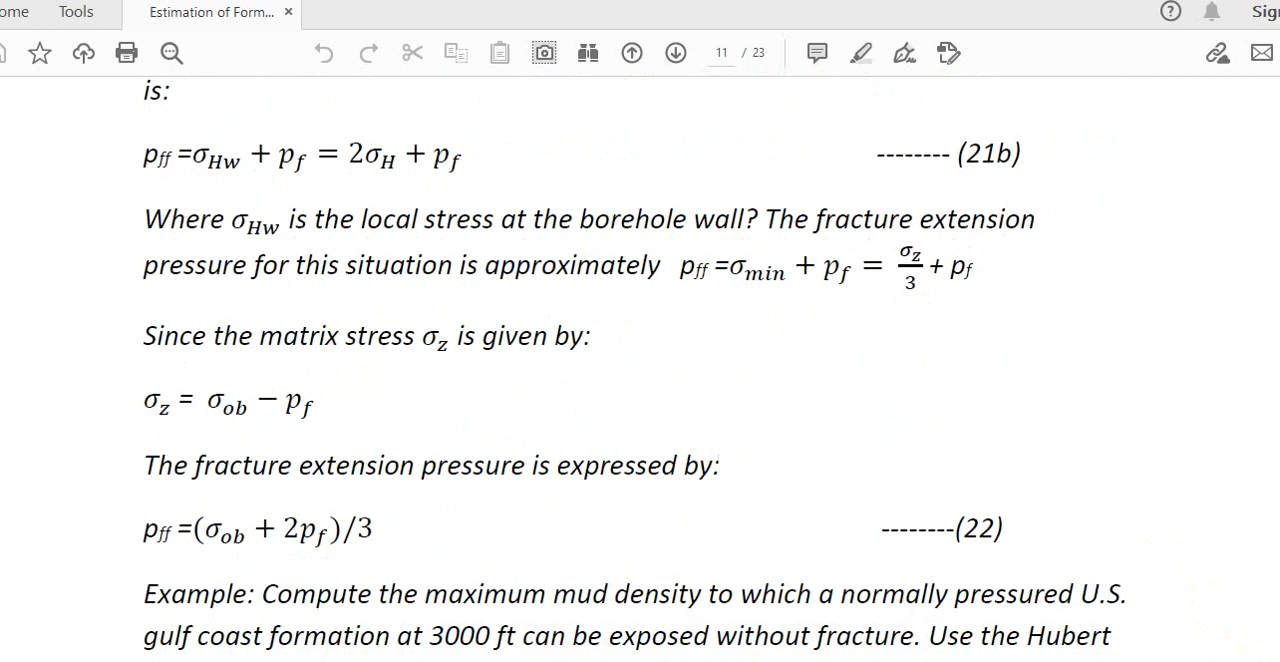 ome Tools Estimation of Form... × Sig
11 / 23
is:
pff =σHw + pf = 2σH + pf -------- (21b)
Where σHw is the local stress at the borehole wall? The fracture extension
pressure for this situation is approximately pff =σmin + pf = σz/3 + pf
Since the matrix stress σz is given by:
σz = σob − pf
The fracture extension pressure is expressed by:
pff =(σob + 2pf)/3 --------(22)
Example: Compute the maximum mud density to which a normally pressured U.S.
gulf coast formation at 3000 ft can be exposed without fracture. Use the Hubert